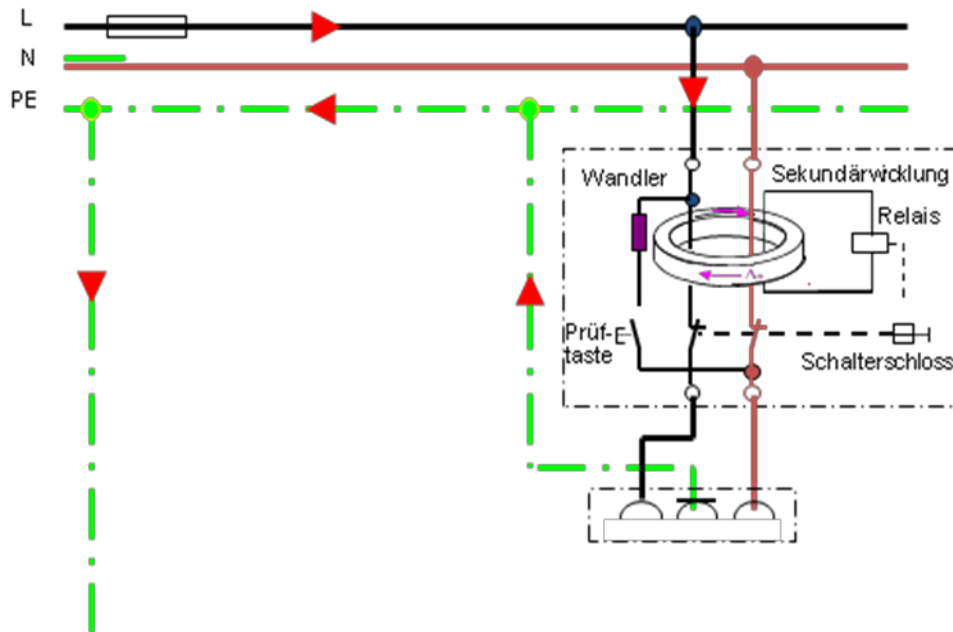 L
N
PE
Wandler
Sekundärwicklung
Relais
Prüf-
taste
Schalterschloss